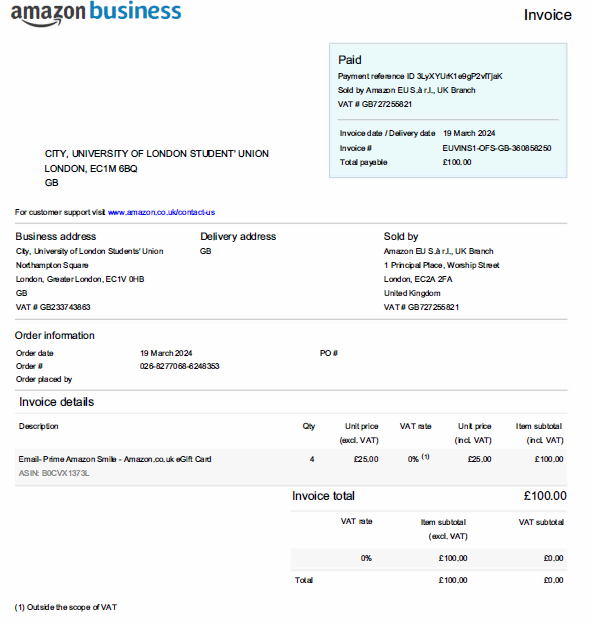 amazon business
Invoice
Paid
Payment reference ID 3LyXYUrK1e9gP2vfTjaK
Sold by Amazon EU S.à r.l., UK Branch
VAT # GB727255821
Invoice date / Delivery date 19 March 2024
Invoice # EUVINS1-OFS-GB-360858250
Total payable £100.00
CITY, UNIVERSITY OF LONDON STUDENT' UNION
LONDON, EC1M 6BQ
GB
For customer support visit www.amazon.co.uk/contact-us
Business address
City, University of London Students' Union
Northampton Square
London, Greater London, EC1V 0HB
GB
VAT # GB233743863
Delivery address
GB
Sold by
Amazon EU S.à r.l., UK Branch
1 Principal Place, Worship Street
London, EC2A 2FA
United Kingdom
VAT # GB727255821
Order information
Order date 19 March 2024 PO #
Order # 026-8277068-6248353
Order placed by
Invoice details
Description Qty Unit price VAT rate Unit price Item subtotal
(excl. VAT) (incl. VAT) (incl. VAT)
Email- Prime Amazon Smile - Amazon.co.uk eGift Card 4 £25.00 0% (1) £25.00 £100.00
ASIN: B0CVX1373L
Invoice total £100.00
VAT rate Item subtotal VAT subtotal
(excl. VAT)
0% £100.00 £0.00
Total £100.00 £0.00
(1) Outside the scope of VAT